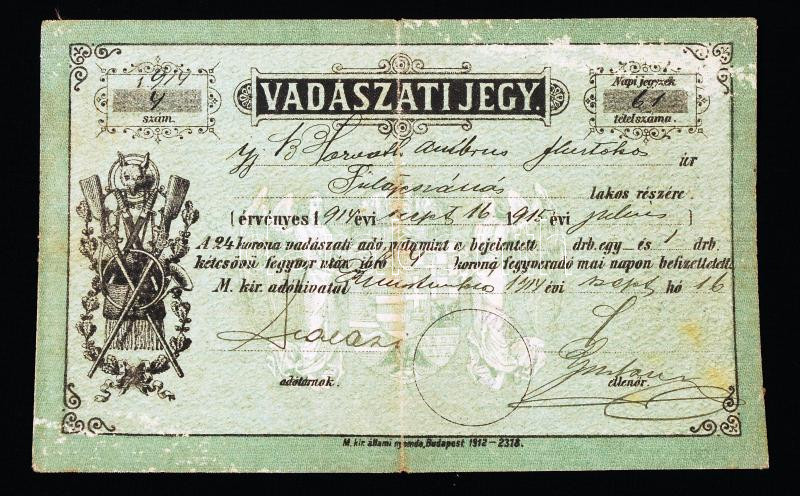 1914
4
szám.
VADÁSZATI JEGY.
Napi jegyzék
61
tételszáma.
Horváth Ambrus úr
lakos részére.
(érvényes 1914 évi szept 16 1915 évi julius
A 24 korona vadászati adó, valamint a bejelentett drb. egy – és 1 drb.
kétcsövü fegyver után járó 4 korona fegyveradó mai napon befizettetett.
M. kir. adóhivatal 1914 évi szept hó 16
adótárnok.
ellenőr.
M. kir. állami nyomda, Budapest 1912 – 2378.